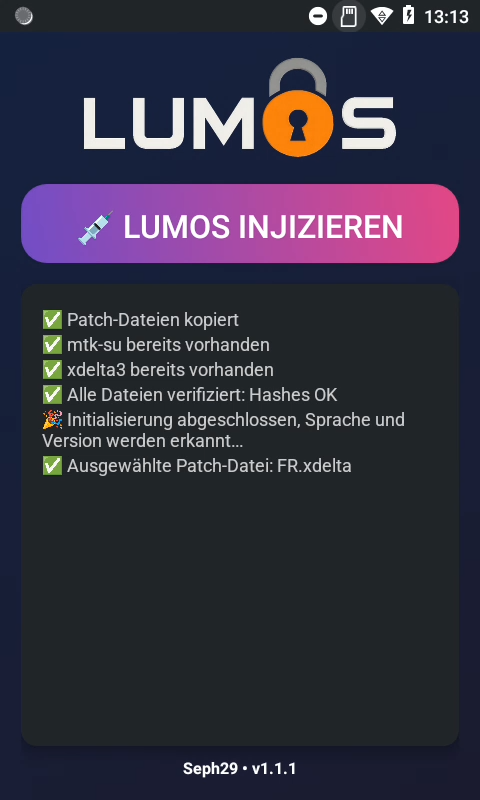 13:13
LUMOS
💉 LUMOS INJIZIEREN
✅ Patch-Dateien kopiert
✅ mtk-su bereits vorhanden
✅ xdelta3 bereits vorhanden
✅ Alle Dateien verifiziert: Hashes OK
🎉 Initialisierung abgeschlossen, Sprache und
Version werden erkannt...
✅ Ausgewählte Patch-Datei: FR.xdelta
Seph29 • v1.1.1